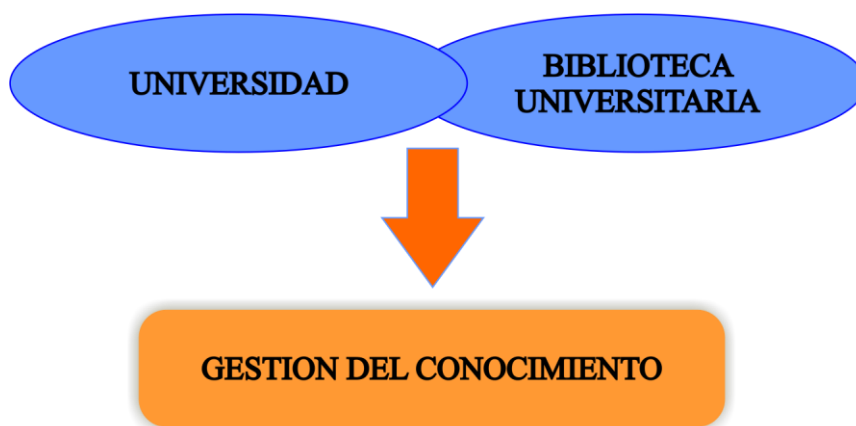 UNIVERSIDAD
BIBLIOTECA
UNIVERSITARIA
GESTION DEL CONOCIMIENTO